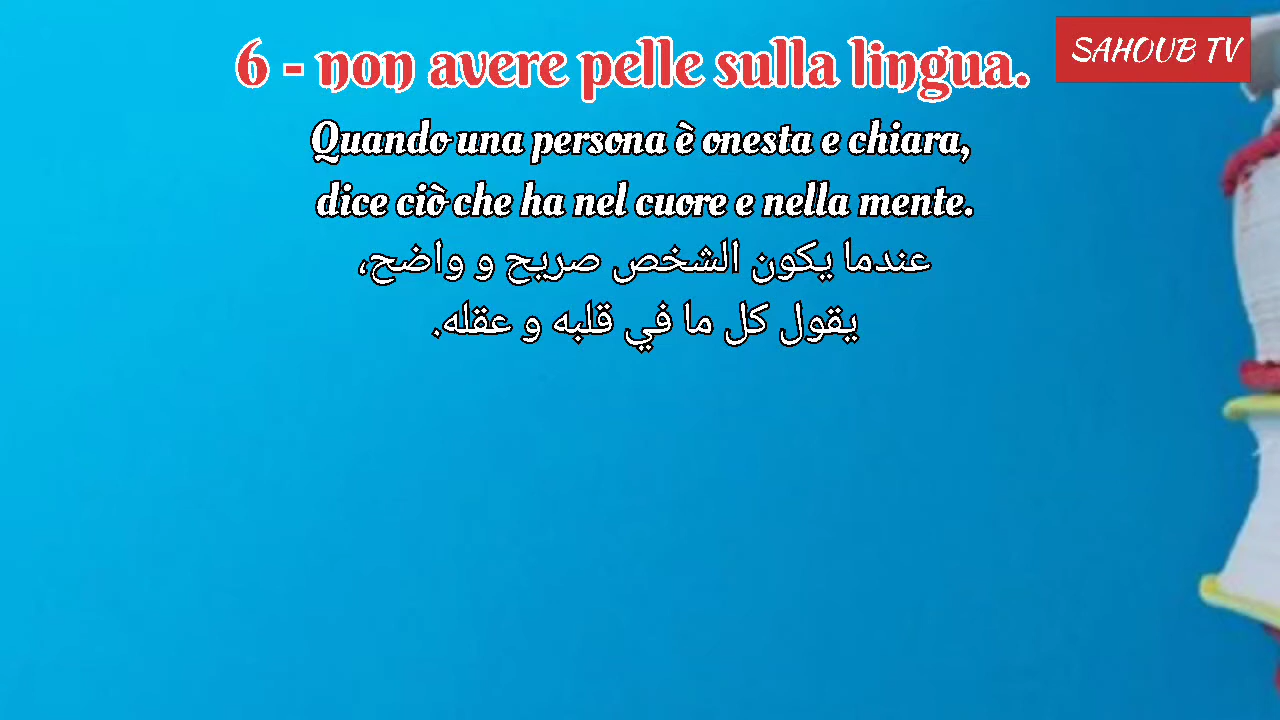 SAHOUB TV
6 - non avere pelle sulla lingua.
Quando una persona è onesta e chiara,
dice ciò che ha nel cuore e nella mente.
عندما يكون الشخص صريح و واضح،
يقول كل ما في قلبه و عقله.